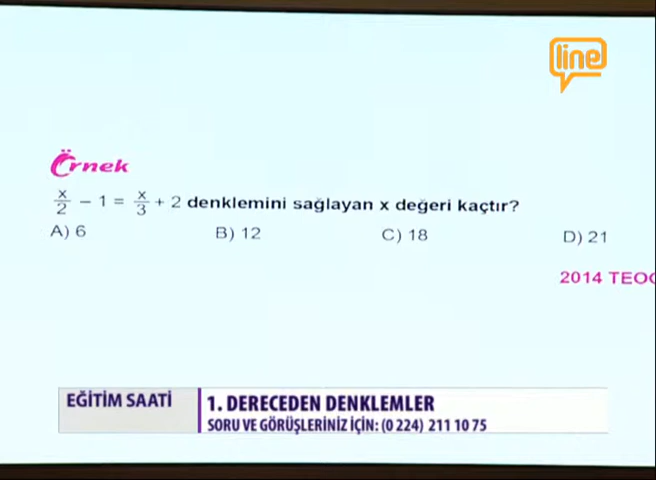 line
Örnek
x/2 - 1 = x/3 + 2 denklemini sağlayan x değeri kaçtır?
A) 6 B) 12 C) 18 D) 21
2014 TEOG
EĞİTİM SAATİ
1. DERECEDEN DENKLEMLER
SORU VE GÖRÜŞLERİNİZ İÇİN: (0 224) 211 10 75